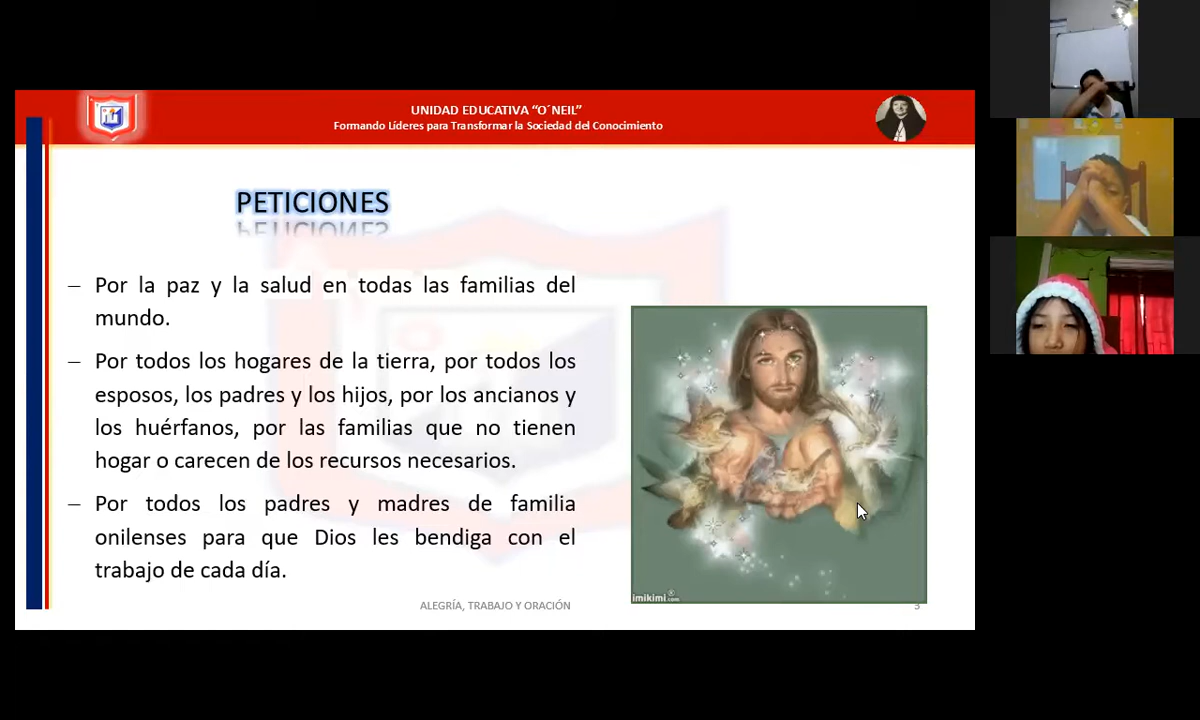 UNIDAD EDUCATIVA “O´NEIL”
Formando Líderes para Transformar la Sociedad del Conocimiento
PETICIONES
– Por la paz y la salud en todas las familias del
mundo.
– Por todos los hogares de la tierra, por todos los
esposos, los padres y los hijos, por los ancianos y
los huérfanos, por las familias que no tienen
hogar o carecen de los recursos necesarios.
– Por todos los padres y madres de familia
onilenses para que Dios les bendiga con el
trabajo de cada día.
imikimi.com
ALEGRÍA, TRABAJO Y ORACIÓN